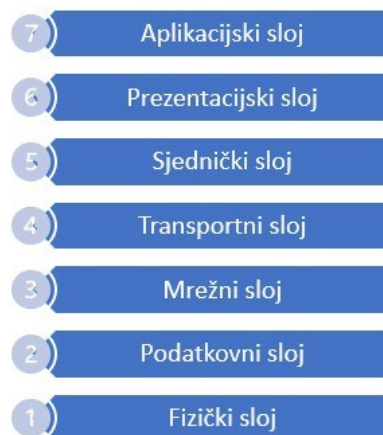 7 Aplikacijski sloj
6 Prezentacijski sloj
5 Sjednički sloj
4 Transportni sloj
3 Mrežni sloj
2 Podatkovni sloj
1 Fizički sloj